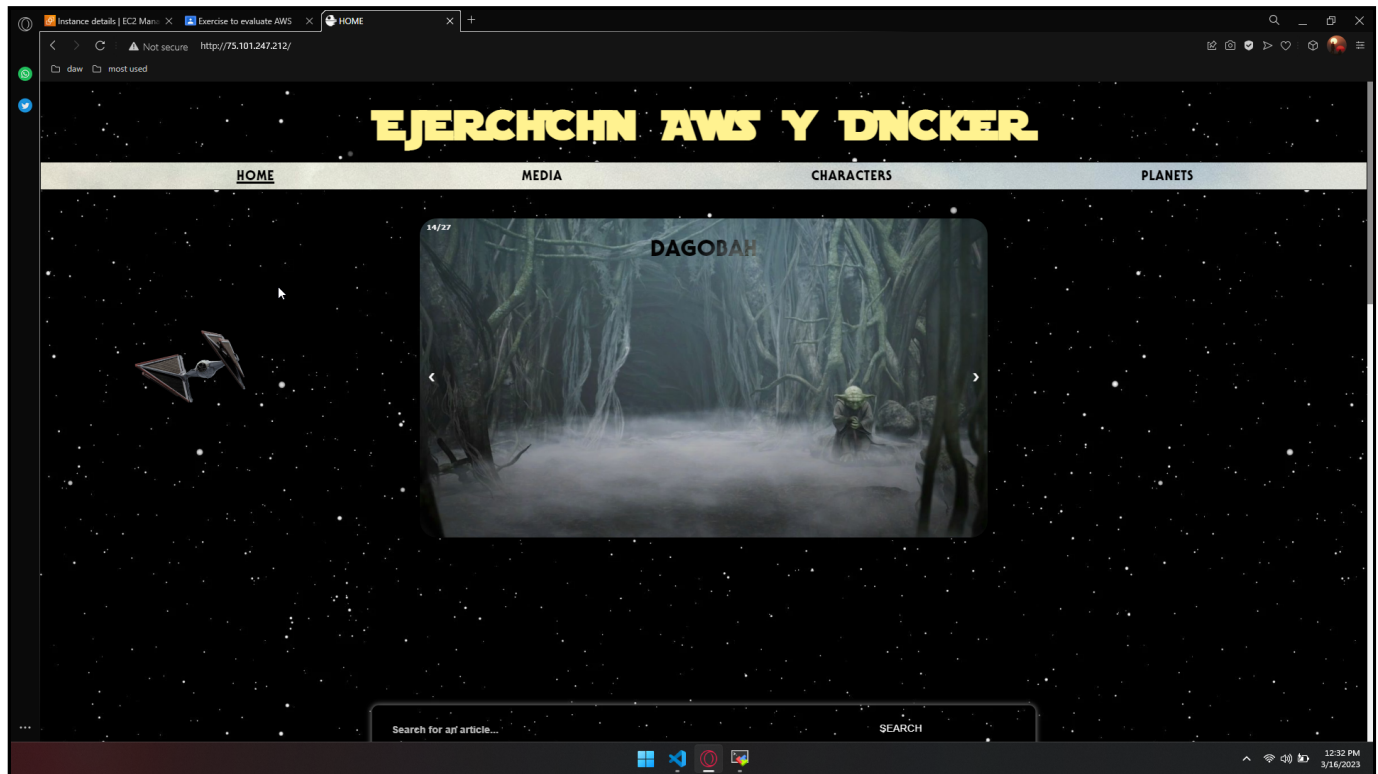 Instance details | EC2 Mana
Exercise to evaluate AWS
HOME
Not secure http://75.101.247.212/
daw most used
EJERCHCHN AWS Y DNCKER
HOME MEDIA CHARACTERS PLANETS
14/27
DAGOBAH
Search for an article... SEARCH
12:32 PM
3/16/2023